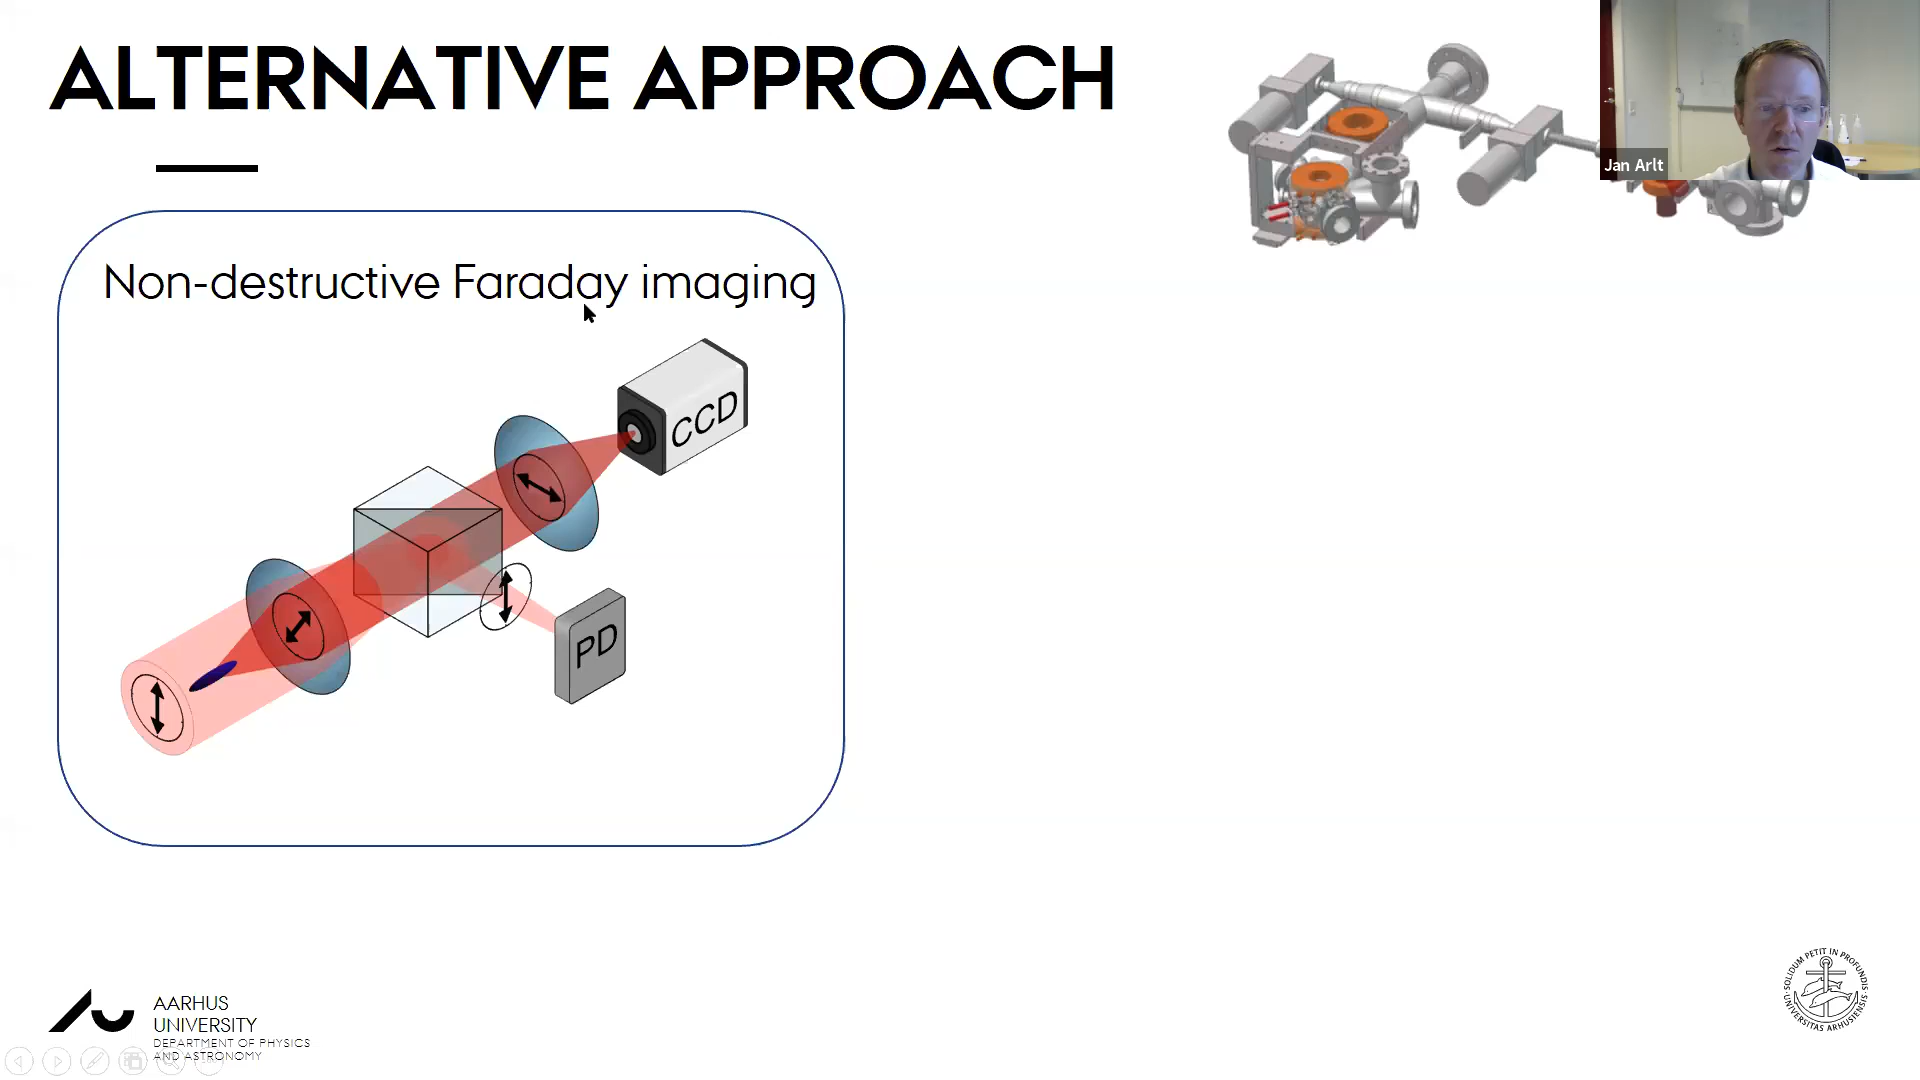 ALTERNATIVE APPROACH
Jan Arlt
Non-destructive Faraday imaging
CCD
PD
AARHUS
UNIVERSITY
DEPARTMENT OF PHYSICS
AND ASTRONOMY
SOLIDUM PETIT IN PROFUNDIS
UNIVERSITAS ARHUSIENSIS